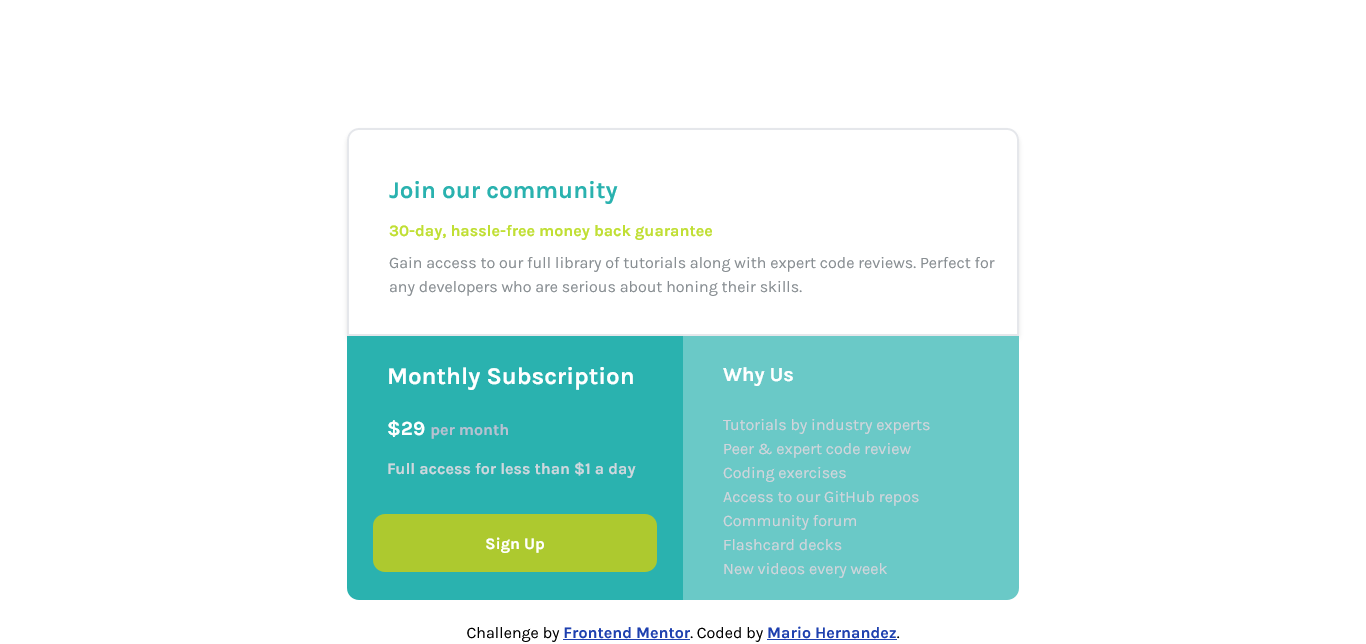 Join our community
30-day, hassle-free money back guarantee
Gain access to our full library of tutorials along with expert code reviews. Perfect for
any developers who are serious about honing their skills.
Monthly Subscription
$29 per month
Full access for less than $1 a day
Sign Up
Why Us
Tutorials by industry experts
Peer & expert code review
Coding exercises
Access to our GitHub repos
Community forum
Flashcard decks
New videos every week
Challenge by Frontend Mentor. Coded by Mario Hernandez.